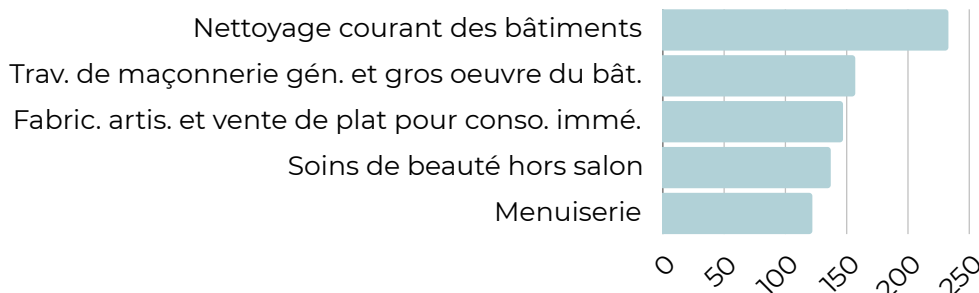 Nettoyage courant des bâtiments
Trav. de maçonnerie gén. et gros oeuvre du bât.
Fabric. artis. et vente de plat pour conso. immé.
Soins de beauté hors salon
Menuiserie
0 50 100 150 200 250